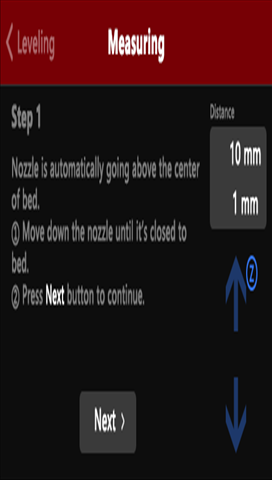 Leveling
Measuring
Step 1
Distance
Nozzle is automatically going above the center
of bed.
① Move down the nozzle until it's closed to
bed.
② Press Next button to continue.
10 mm
1 mm
Z
Next >